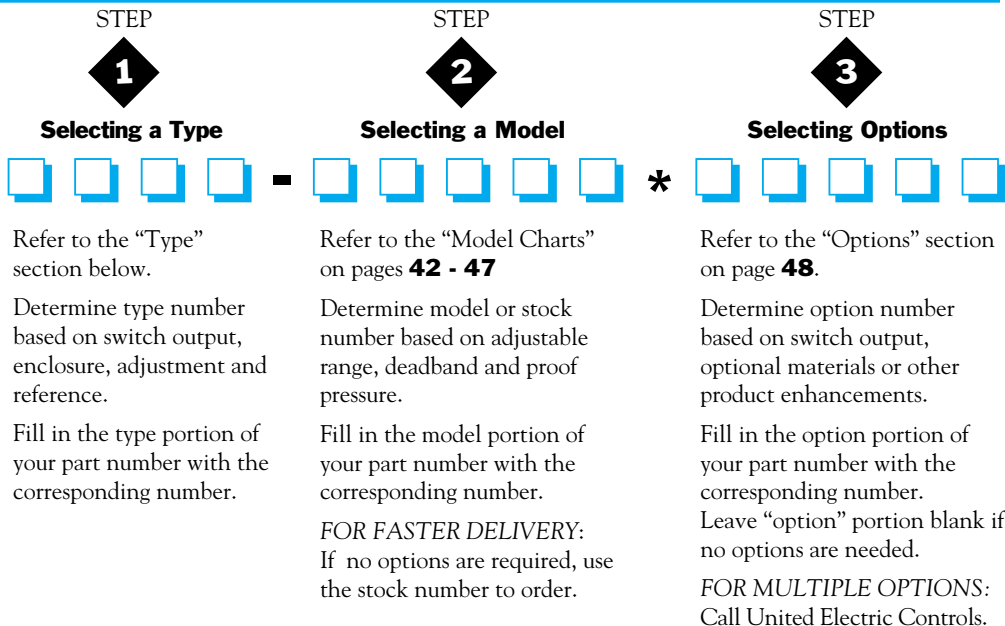 STEP
1
Selecting a Type
-
Refer to the “Type”
section below.
Determine type number
based on switch output,
enclosure, adjustment and
reference.
Fill in the type portion of
your part number with the
corresponding number.
STEP
2
Selecting a Model
*
Refer to the “Model Charts”
on pages 42 - 47
Determine model or stock
number based on adjustable
range, deadband and proof
pressure.
Fill in the model portion of
your part number with the
corresponding number.
FOR FASTER DELIVERY:
If no options are required, use
the stock number to order.
STEP
3
Selecting Options
Refer to the “Options” section
on page 48.
Determine option number
based on switch output,
optional materials or other
product enhancements.
Fill in the option portion of
your part number with the
corresponding number.
Leave “option” portion blank if
no options are needed.
FOR MULTIPLE OPTIONS:
Call United Electric Controls.